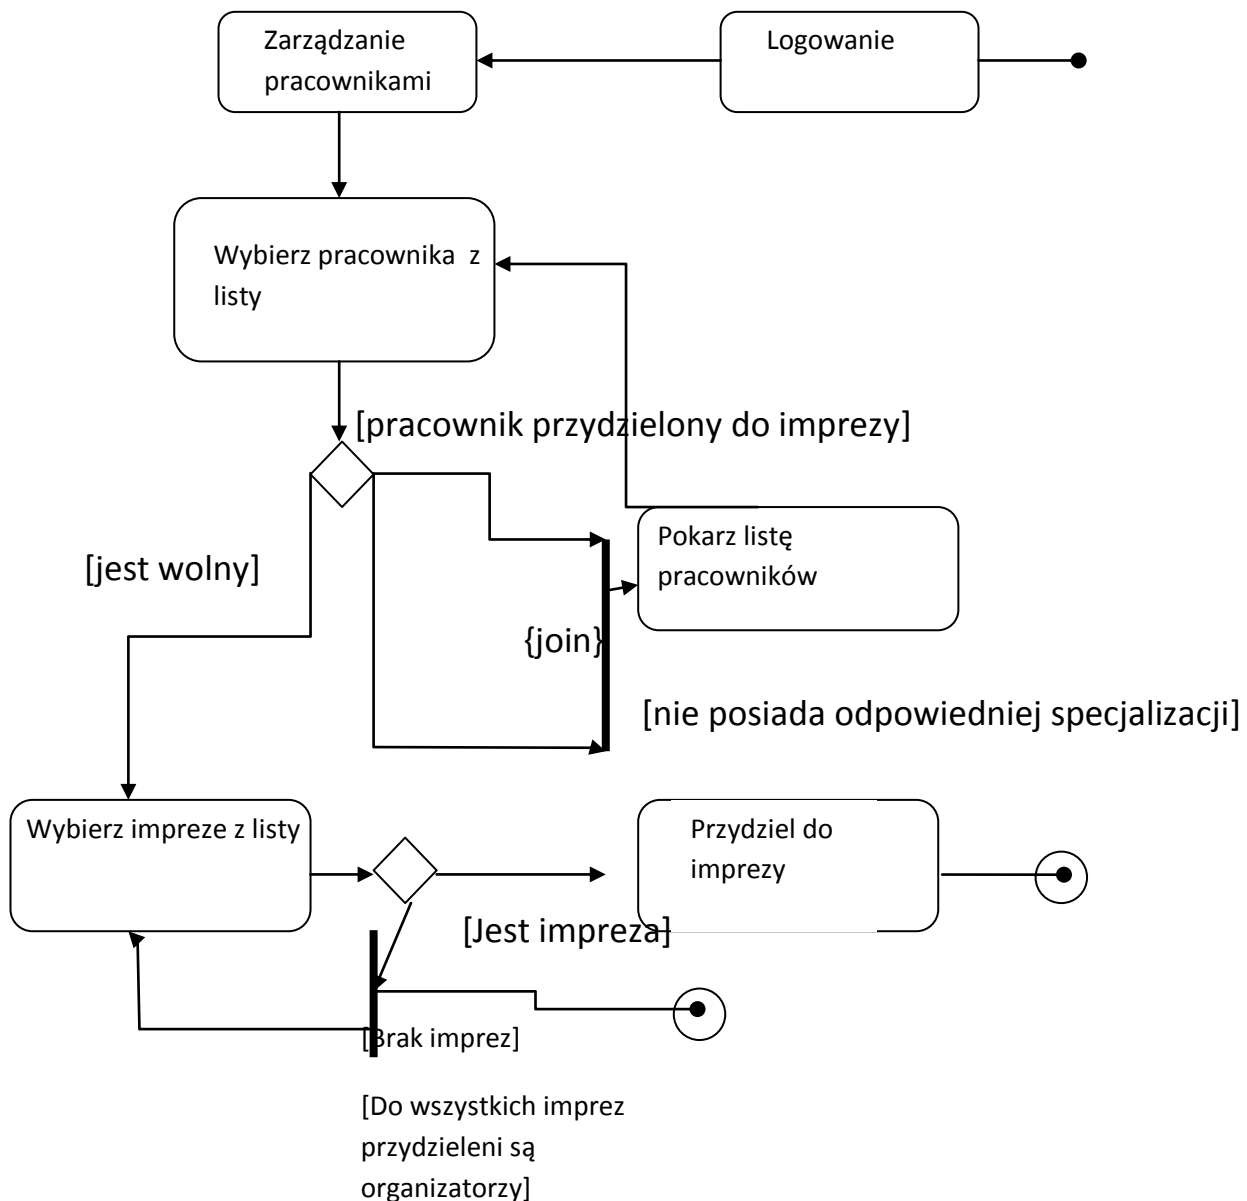 Zarządzanie
pracownikami
Logowanie
Wybierz pracownika  z
listy
[pracownik przydzielony do imprezy]
Pokarz listę
pracowników
[jest wolny]
{join}
[nie posiada odpowiedniej specjalizacji]
Wybierz impreze z listy
Przydziel do
imprezy
[Jest impreza]
[Brak imprez]
[Do wszystkich imprez
przydzieleni są
organizatorzy]